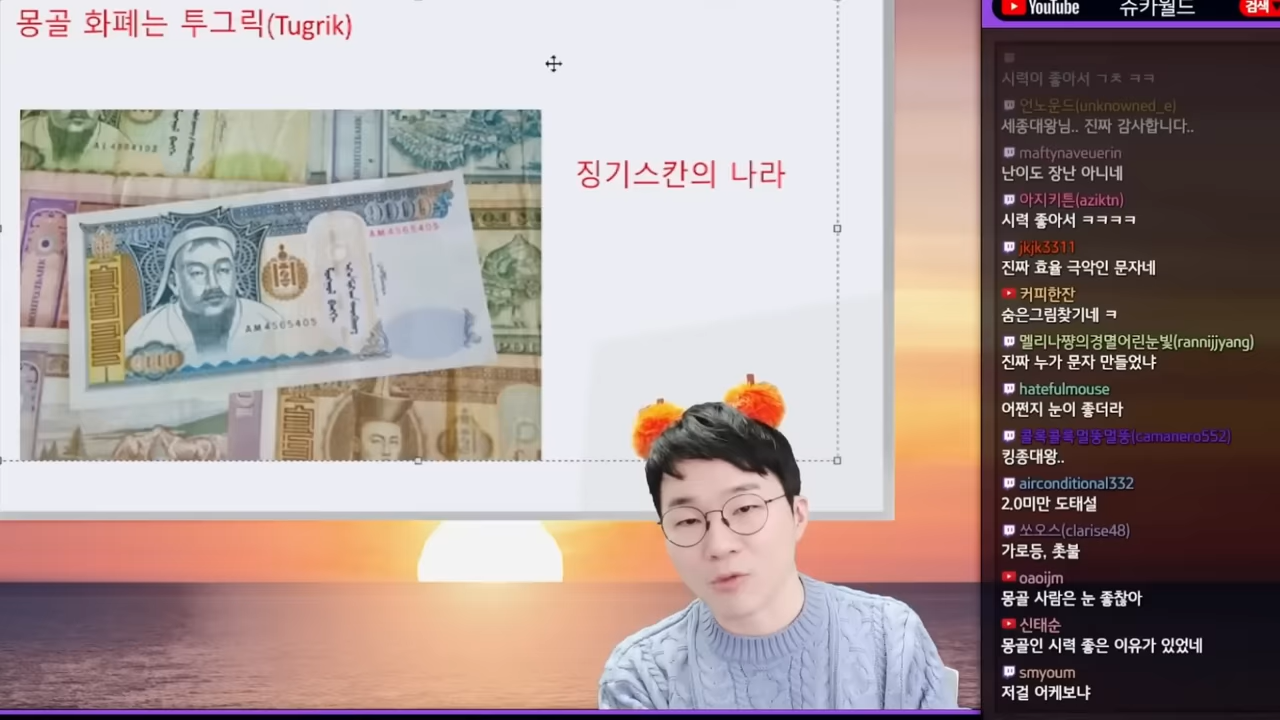 몽골 화폐는 투그릭(Tugrik)
징기스칸의 나라
AM4565405
AM4565405
YouTube 슈카월드 검색
시력이 좋아서 ㄱㅊ ㅋㅋ
언노운드(unknowned_e)
세종대왕님.. 진짜 감사합니다..
maftynaveuerin
난이도 장난 아니네
아지키튼(aziktn)
시력 좋아서 ㅋㅋㅋㅋ
jkjk3311
진짜 효율 극악인 문자네
커피한잔
숨은그림찾기네 ㅋ
멜리나쨩의경멸어린눈빛(rannijjyang)
진짜 누가 문자 만들었냐
hatefulmouse
어쩐지 눈이 좋더라
콜록콜록멀뚱멀뚱(camanero552)
킹종대왕..
airconditional332
2.0미만 도태설
쏘오스(clarise48)
가로등, 촛불
oaoijm
몽골 사람은 눈 좋찮아
신태순
몽골인 시력 좋은 이유가 있었네
smyoum
저걸 어케보냐